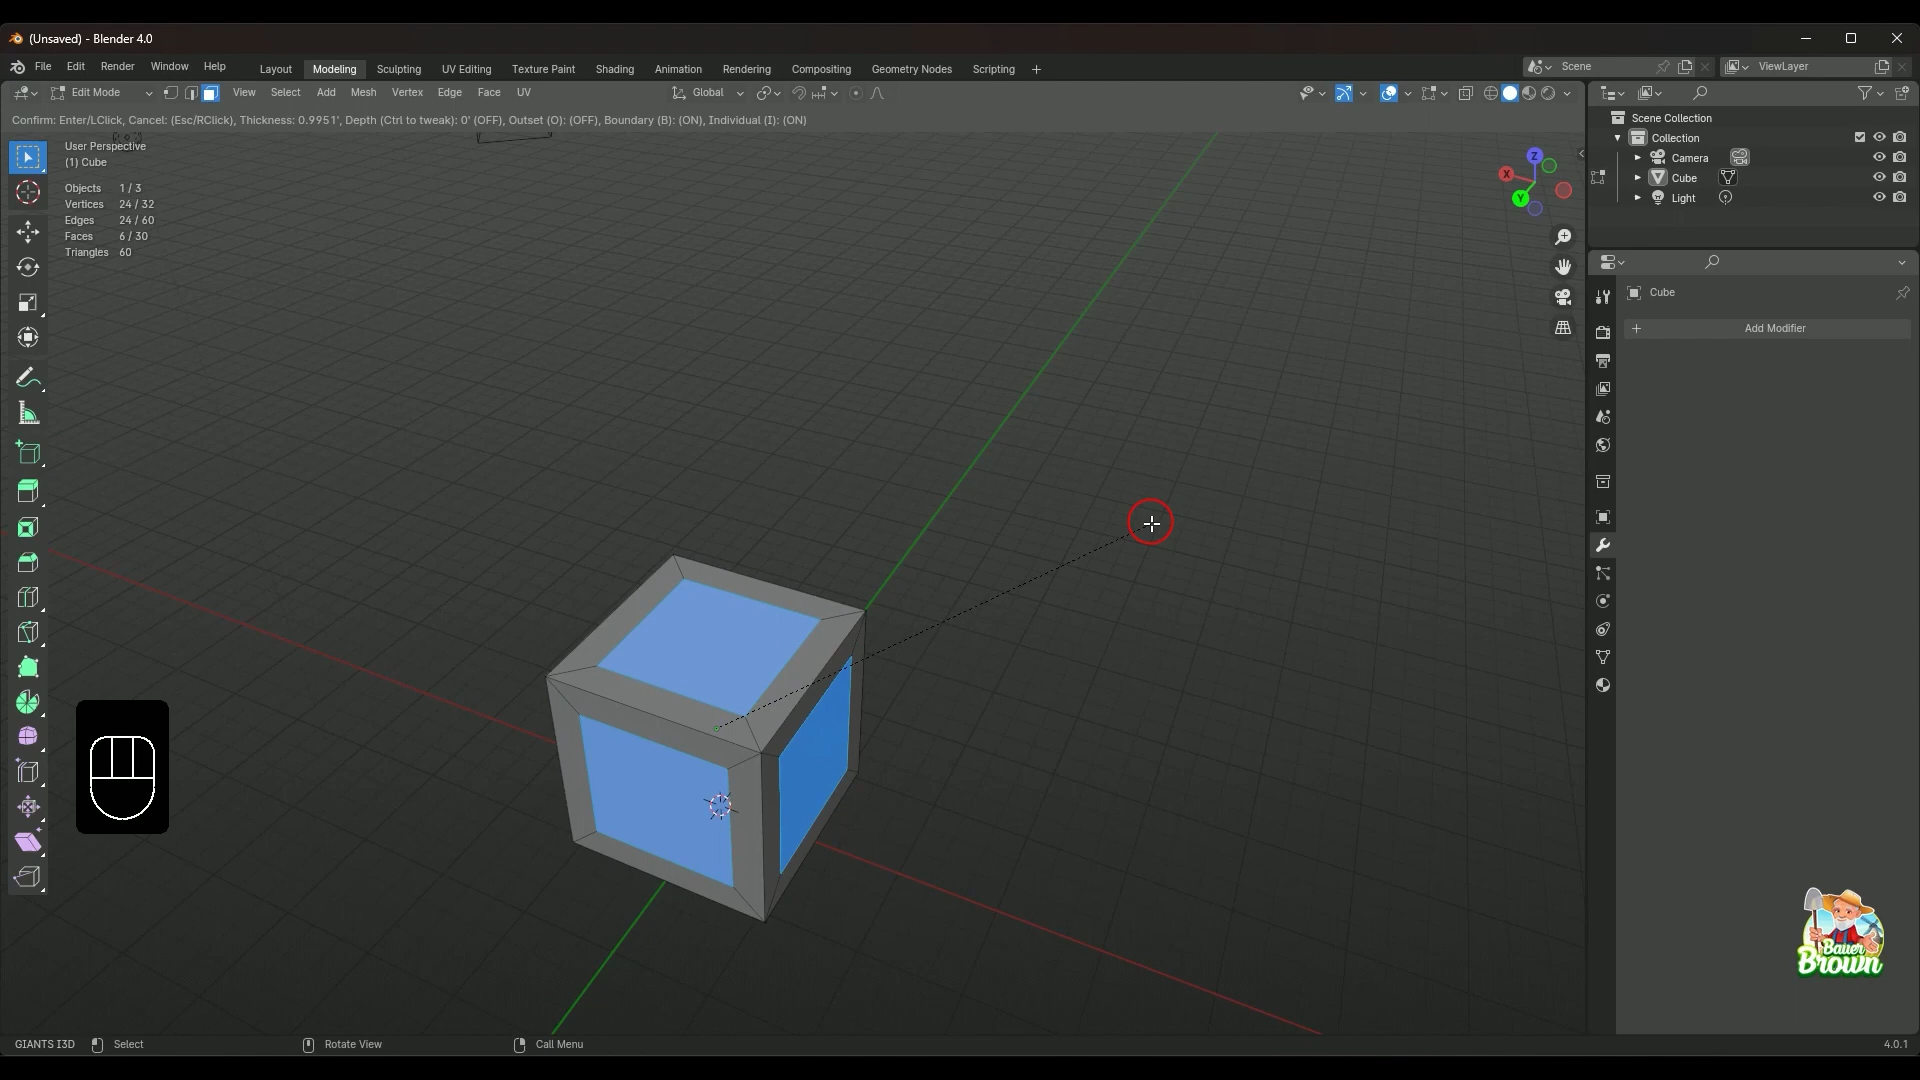 (Unsaved) - Blender 4.0
File Edit Render Window Help Layout Modeling Sculpting UV Editing Texture Paint Shading Animation Rendering Compositing Geometry Nodes Scripting + Scene ViewLayer
Edit Mode View Select Add Mesh Vertex Edge Face UV Global
Confirm: Enter/LClick, Cancel: (Esc/RClick), Thickness: 0.9951', Depth (Ctrl to tweak): 0' (OFF), Outset (O): (OFF), Boundary (B): (ON), Individual (I): (ON)
User Perspective
(1) Cube
Objects 1 / 3
Vertices 24 / 32
Edges 24 / 60
Faces 6 / 30
Triangles 60
Z
X
Y
Scene Collection
Collection
Camera
Cube
Light
Cube
+ Add Modifier
Bauer
Brown
GIANTS I3D Select Rotate View Call Menu 4.0.1